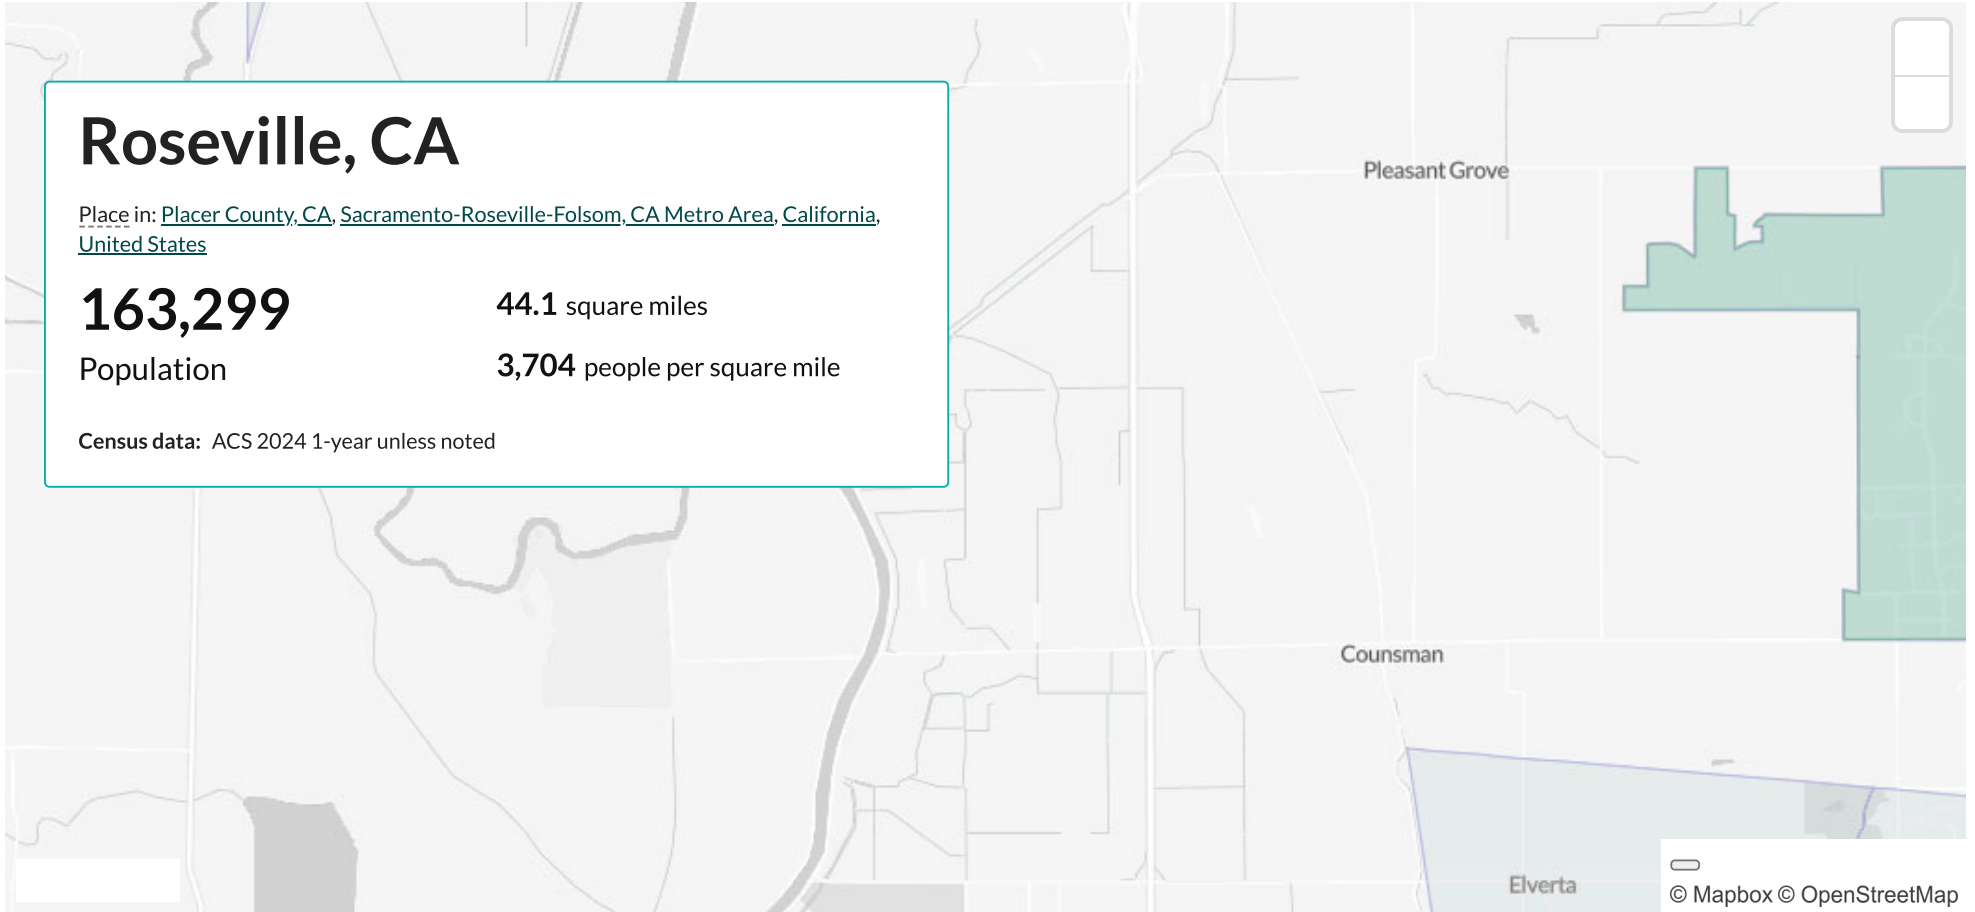 Roseville, CA
Place in: Placer County, CA, Sacramento-Roseville-Folsom, CA Metro Area, California,
United States
163,299
Population
44.1 square miles
3,704 people per square mile
Census data: ACS 2024 1-year unless noted
Pleasant Grove
Counsman
Elverta
© Mapbox © OpenStreetMap